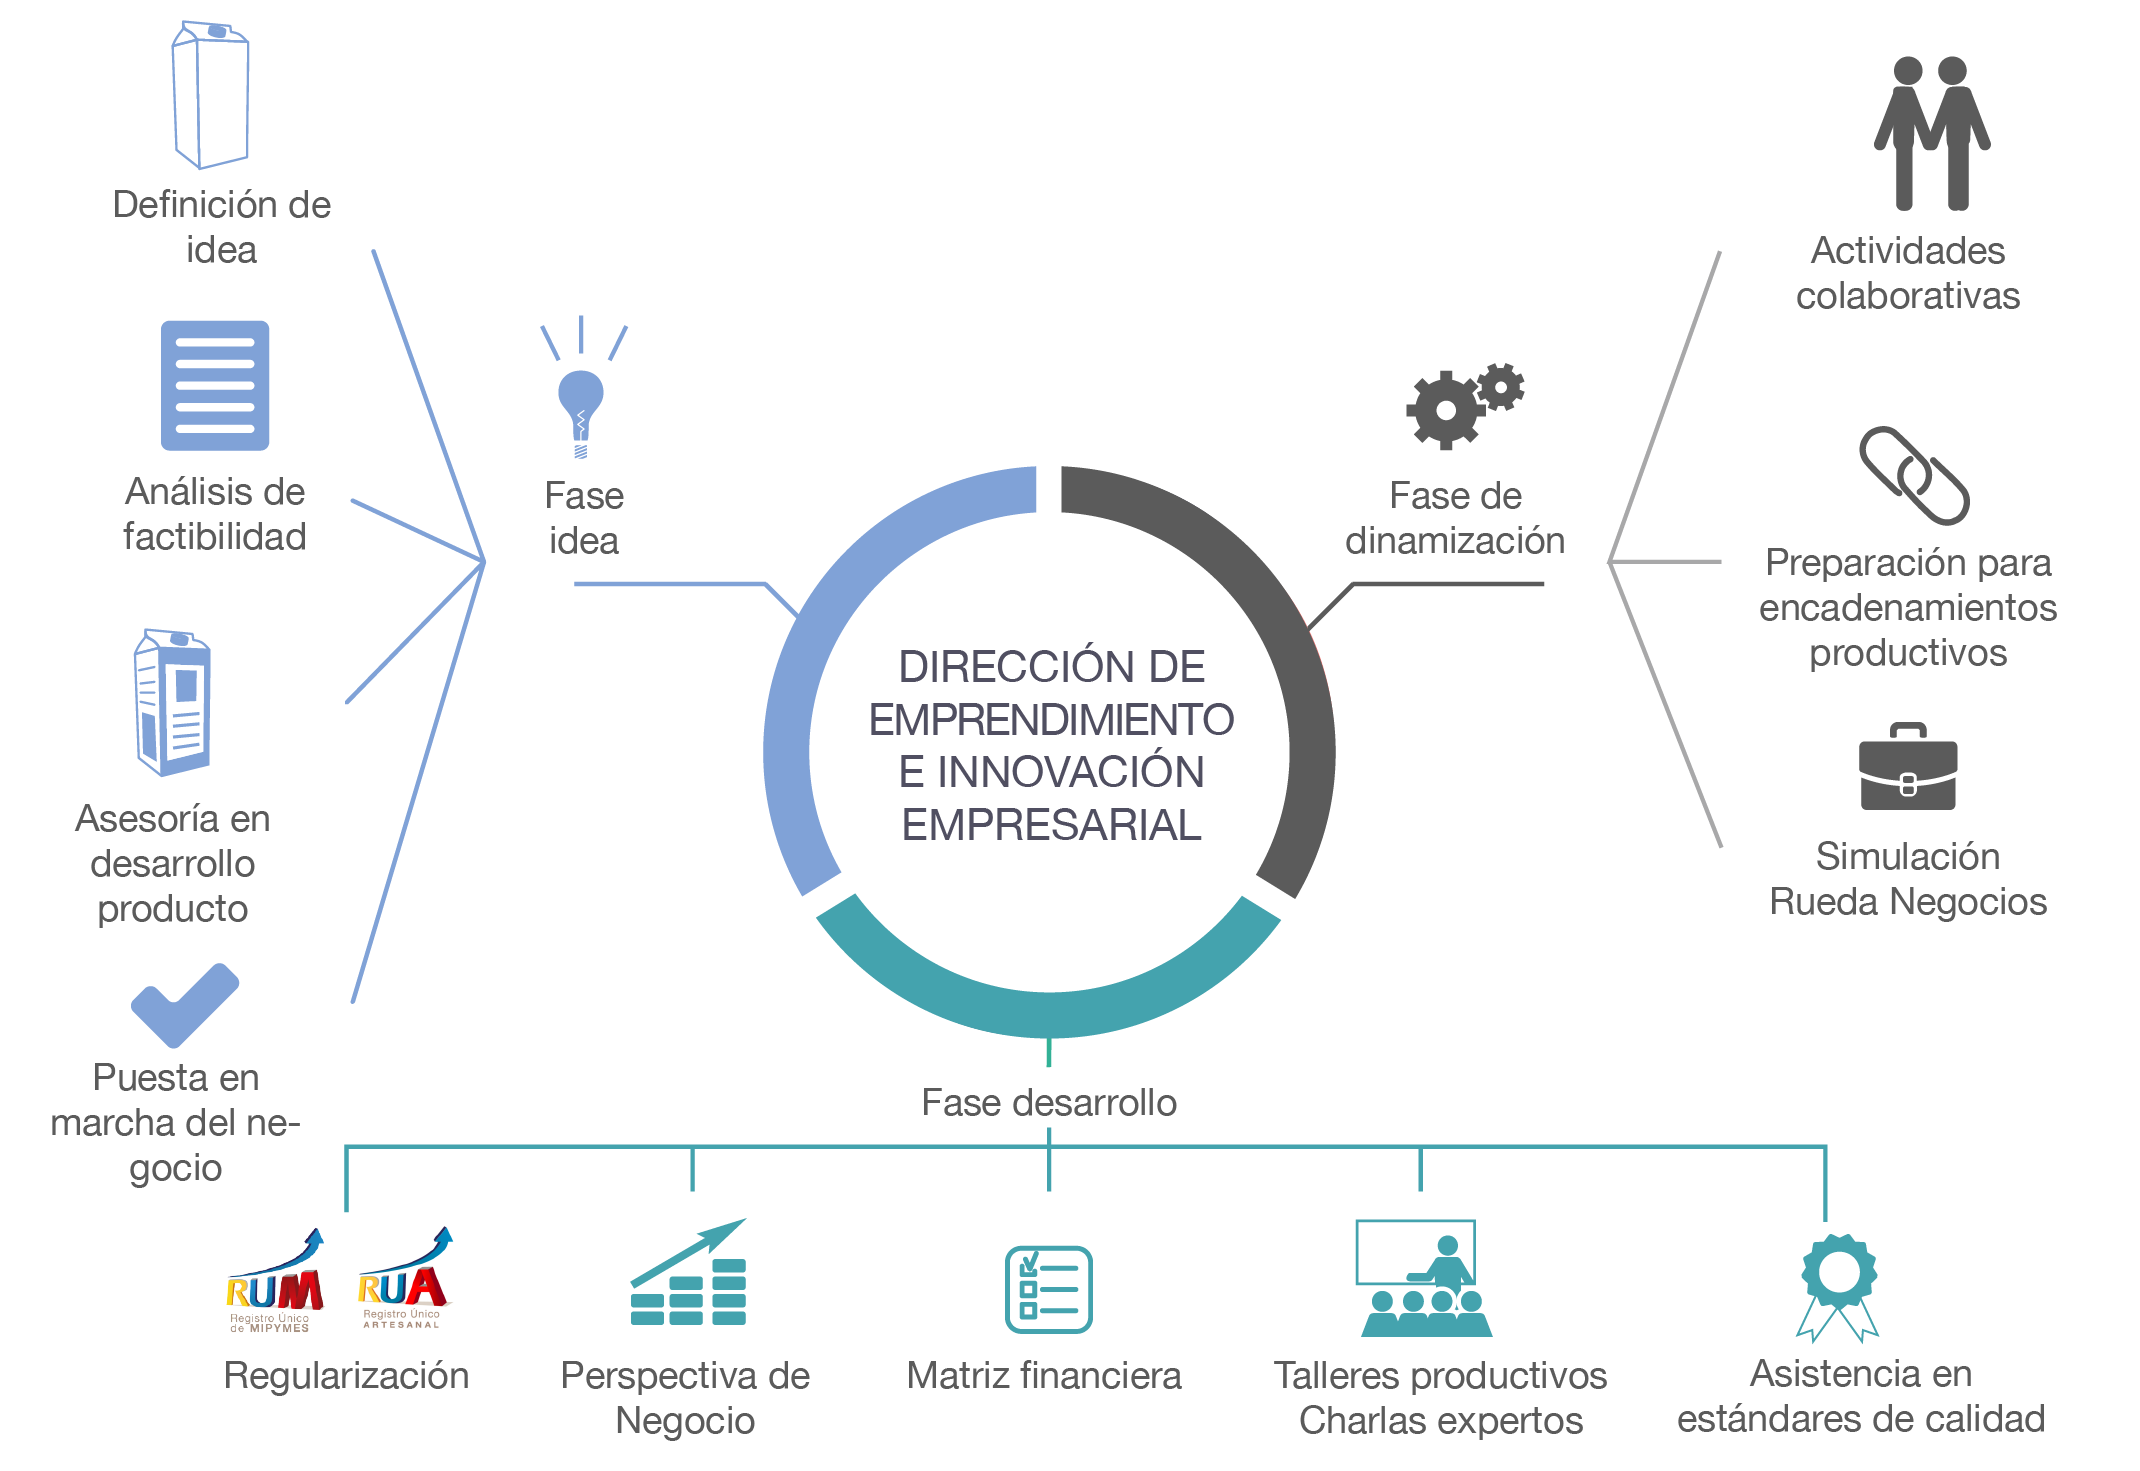 Definición de
idea
Análisis de
factibilidad
Asesoría en
desarrollo
producto
Puesta en
marcha del ne-
gocio
Fase
idea
DIRECCIÓN DE
EMPRENDIMIENTO
E INNOVACIÓN
EMPRESARIAL
Fase de
dinamización
Actividades
colaborativas
Preparación para
encadenamientos
productivos
Simulación
Rueda Negocios
Fase desarrollo
RUM
Registro Único
de MIPYMES
RUA
Registro Único
ARTESANAL
Regularización
Perspectiva de
Negocio
Matriz financiera
Talleres productivos
Charlas expertos
Asistencia en
estándares de calidad